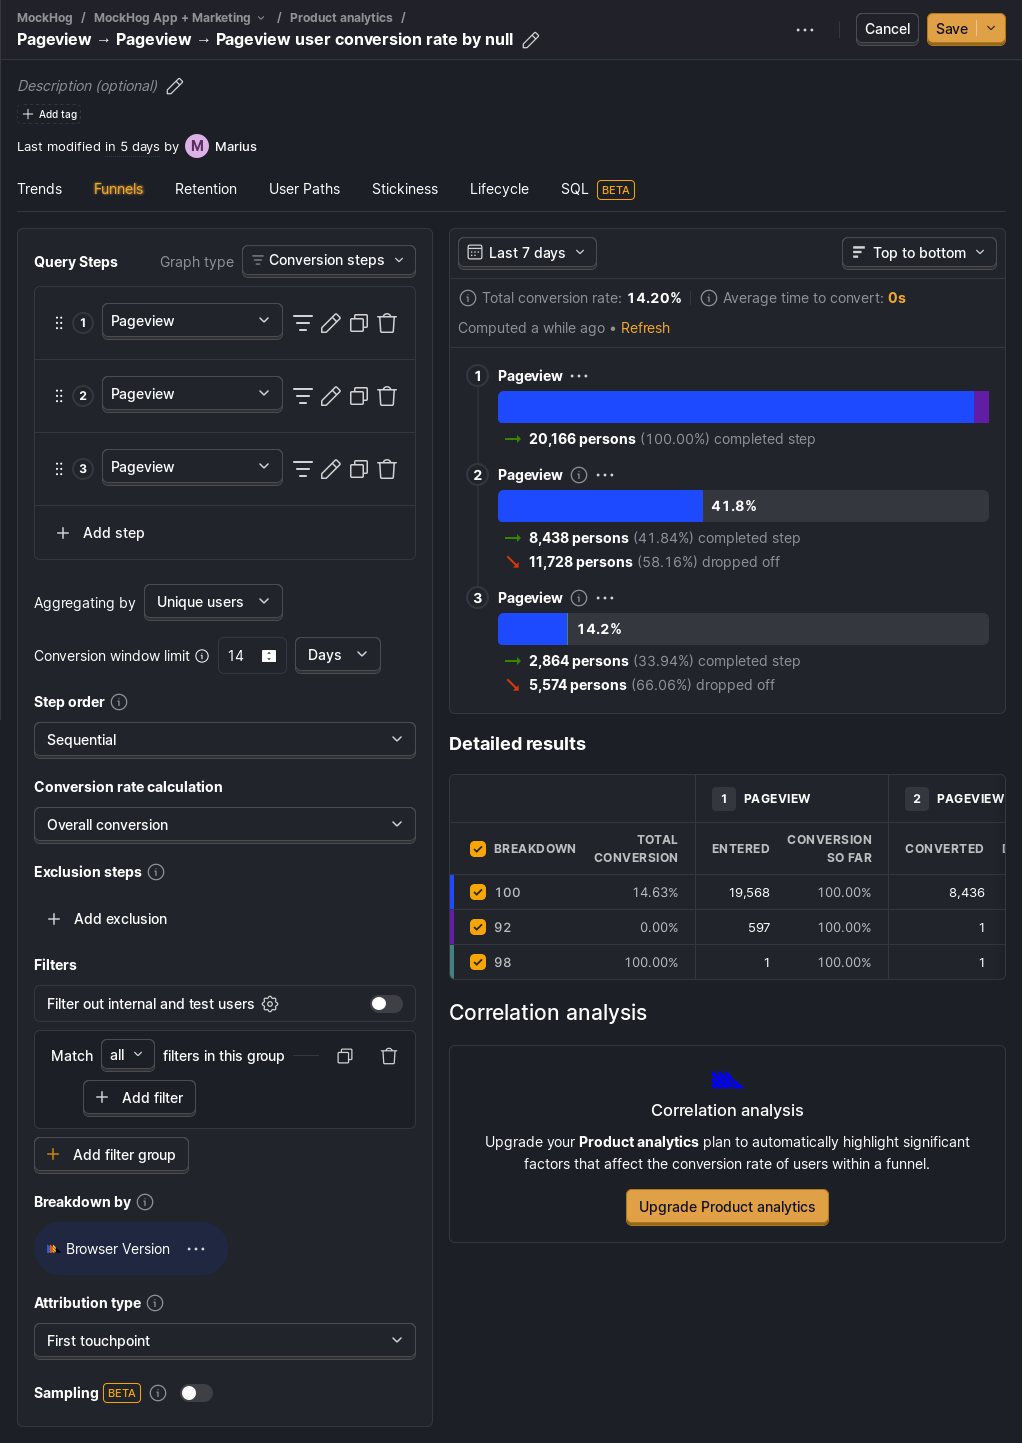 MockHog / MockHog App + Marketing / Product analytics /
Pageview → Pageview → Pageview user conversion rate by null
Cancel
Save
Description (optional)
Add tag
Last modified in 5 days by M Marius
Trends
Funnels
Retention
User Paths
Stickiness
Lifecycle
SQL BETA
Query Steps
Graph type
Conversion steps
1 Pageview
2 Pageview
3 Pageview
Add step
Aggregating by Unique users
Conversion window limit 14 Days
Step order
Sequential
Conversion rate calculation
Overall conversion
Exclusion steps
Add exclusion
Filters
Filter out internal and test users
Match all filters in this group
Add filter
Add filter group
Breakdown by
Browser Version
Attribution type
First touchpoint
Sampling BETA
Last 7 days
Top to bottom
Total conversion rate: 14.20%
Average time to convert: 0s
Computed a while ago • Refresh
1 Pageview
20,166 persons (100.00%) completed step
2 Pageview
41.8%
8,438 persons (41.84%) completed step
11,728 persons (58.16%) dropped off
3 Pageview
14.2%
2,864 persons (33.94%) completed step
5,574 persons (66.06%) dropped off
Detailed results
1 PAGEVIEW
2 PAGEVIEW
BREAKDOWN
TOTAL
CONVERSION
ENTERED
CONVERSION
SO FAR
CONVERTED
100 14.63% 19,568 100.00% 8,436
92 0.00% 597 100.00% 1
98 100.00% 1 100.00% 1
Correlation analysis
Correlation analysis
Upgrade your Product analytics plan to automatically highlight significant
factors that affect the conversion rate of users within a funnel.
Upgrade Product analytics